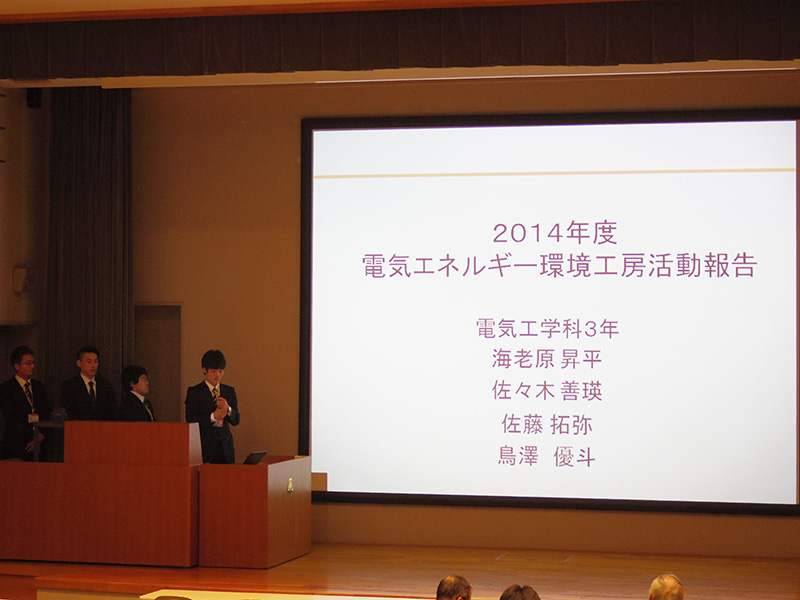 2014年度
電気エネルギー環境工房活動報告
電気工学科3年
海老原 昇平
佐々木 善瑛
佐藤 拓弥
鳥澤 優斗